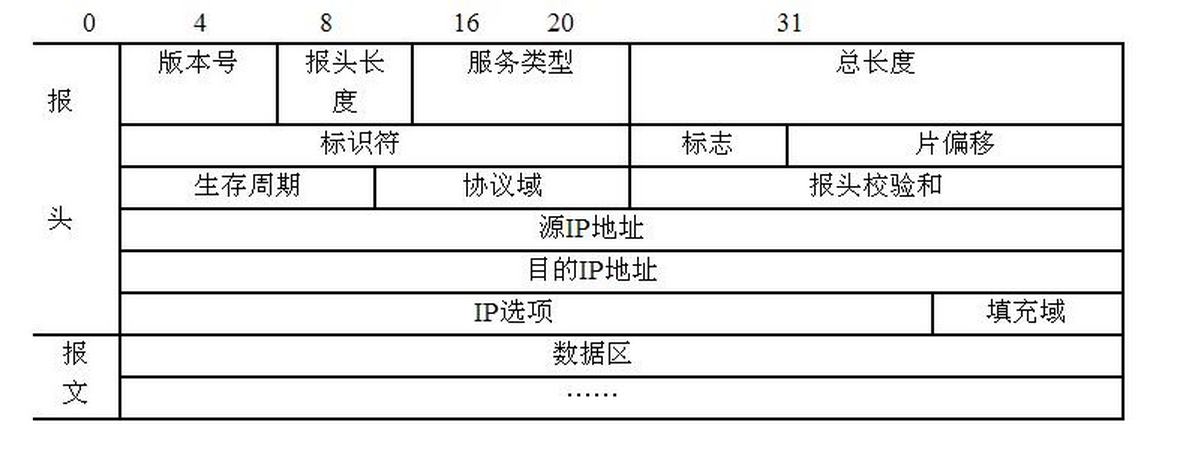 0 4 8 16 20 31
版本号 报头长度 服务类型 总长度
标识符 标志 片偏移
生存周期 协议域 报头校验和
源IP地址
目的IP地址
IP选项 填充域
报头
数据区
……
报文